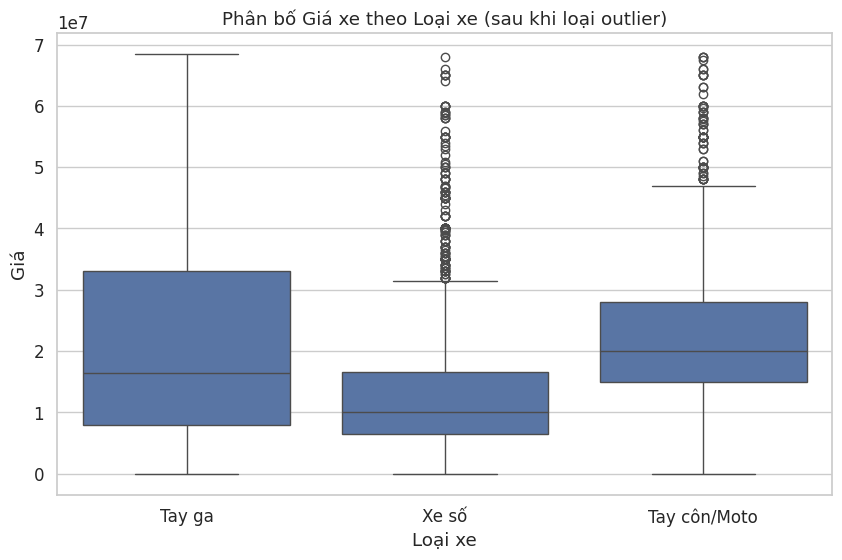 Phân bố Giá xe theo Loại xe (sau khi loại outlier)
1e7
7
6
5
4
3
2
1
0
Giá
Tay ga
Xe số
Tay côn/Moto
Loại xe